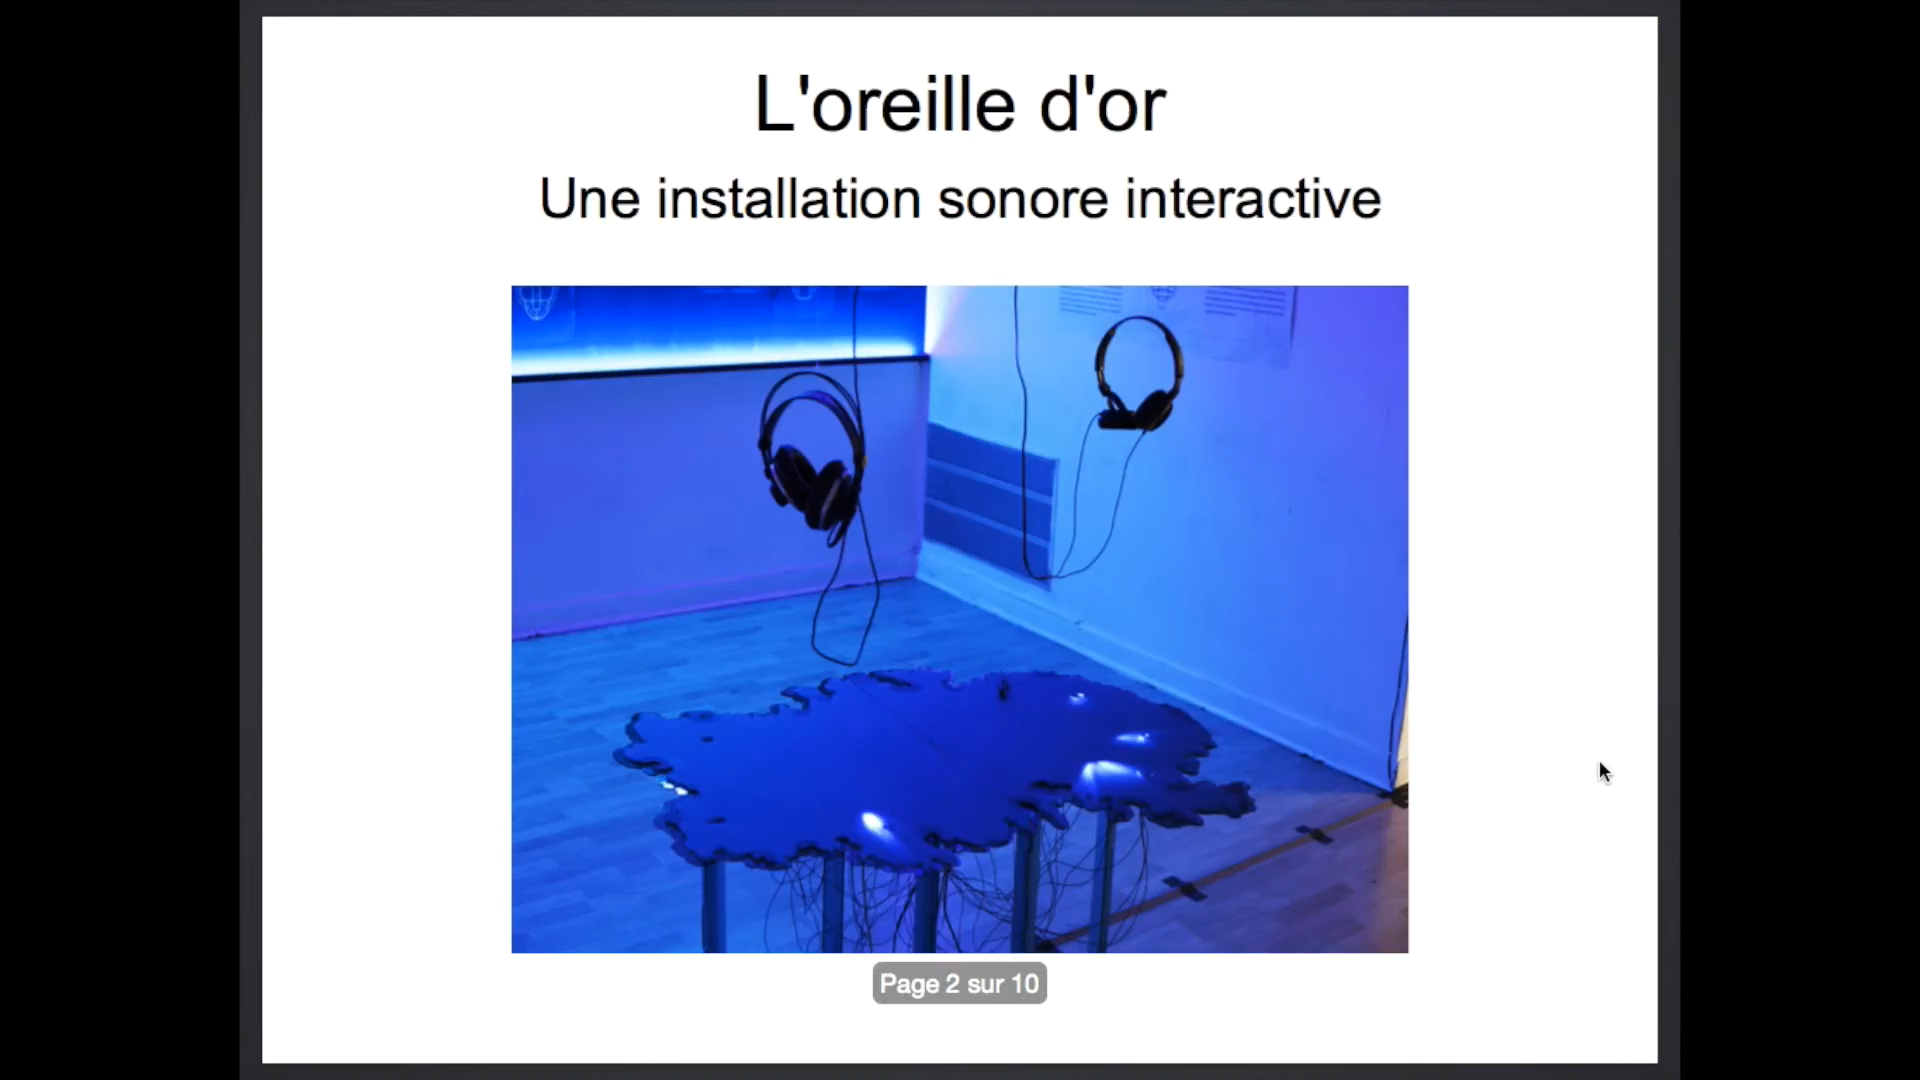 L'oreille d'or
Une installation sonore interactive
Page 2 sur 10